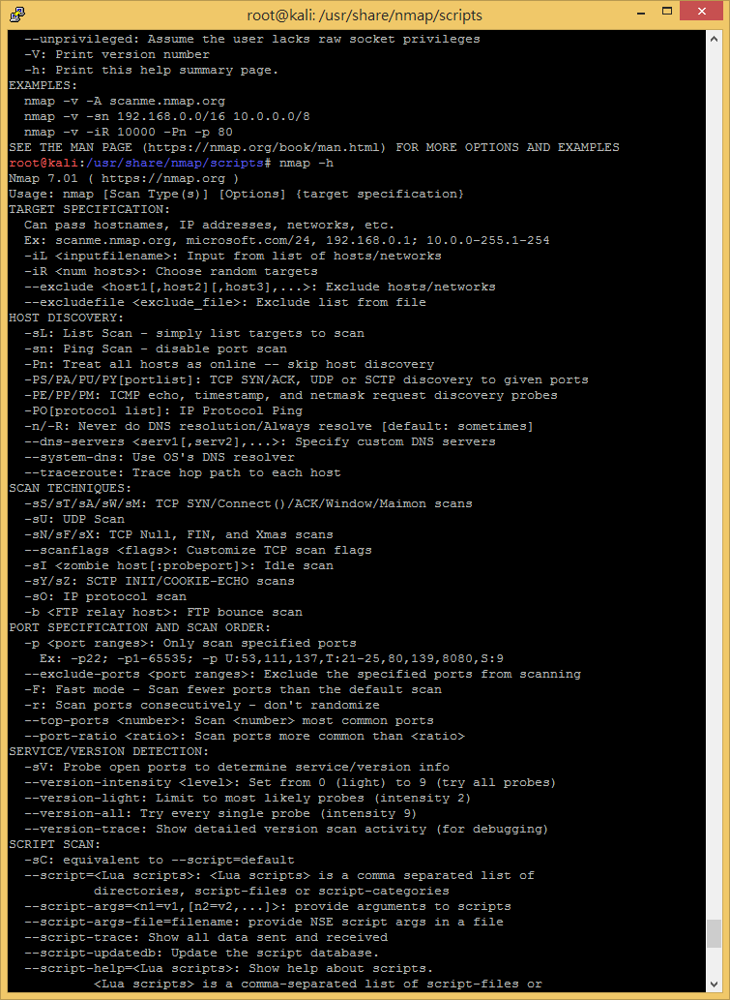 root@kali: /usr/share/nmap/scripts
  --unprivileged: Assume the user lacks raw socket privileges
  -V: Print version number
  -h: Print this help summary page.
EXAMPLES:
  nmap -v -A scanme.nmap.org
  nmap -v -sn 192.168.0.0/16 10.0.0.0/8
  nmap -v -iR 10000 -Pn -p 80
SEE THE MAN PAGE (https://nmap.org/book/man.html) FOR MORE OPTIONS AND EXAMPLES
root@kali:/usr/share/nmap/scripts# nmap -h
Nmap 7.01 ( https://nmap.org )
Usage: nmap [Scan Type(s)] [Options] {target specification}
TARGET SPECIFICATION:
  Can pass hostnames, IP addresses, networks, etc.
  Ex: scanme.nmap.org, microsoft.com/24, 192.168.0.1; 10.0.0-255.1-254
  -iL <inputfilename>: Input from list of hosts/networks
  -iR <num hosts>: Choose random targets
  --exclude <host1[,host2][,host3],...>: Exclude hosts/networks
  --excludefile <exclude_file>: Exclude list from file
HOST DISCOVERY:
  -sL: List Scan - simply list targets to scan
  -sn: Ping Scan - disable port scan
  -Pn: Treat all hosts as online -- skip host discovery
  -PS/PA/PU/PY[portlist]: TCP SYN/ACK, UDP or SCTP discovery to given ports
  -PE/PP/PM: ICMP echo, timestamp, and netmask request discovery probes
  -PO[protocol list]: IP Protocol Ping
  -n/-R: Never do DNS resolution/Always resolve [default: sometimes]
  --dns-servers <serv1[,serv2],...>: Specify custom DNS servers
  --system-dns: Use OS's DNS resolver
  --traceroute: Trace hop path to each host
SCAN TECHNIQUES:
  -sS/sT/sA/sW/sM: TCP SYN/Connect()/ACK/Window/Maimon scans
  -sU: UDP Scan
  -sN/sF/sX: TCP Null, FIN, and Xmas scans
  --scanflags <flags>: Customize TCP scan flags
  -sI <zombie host[:probeport]>: Idle scan
  -sY/sZ: SCTP INIT/COOKIE-ECHO scans
  -sO: IP protocol scan
  -b <FTP relay host>: FTP bounce scan
PORT SPECIFICATION AND SCAN ORDER:
  -p <port ranges>: Only scan specified ports
    Ex: -p22; -p1-65535; -p U:53,111,137,T:21-25,80,139,8080,S:9
  --exclude-ports <port ranges>: Exclude the specified ports from scanning
  -F: Fast mode - Scan fewer ports than the default scan
  -r: Scan ports consecutively - don't randomize
  --top-ports <number>: Scan <number> most common ports
  --port-ratio <ratio>: Scan ports more common than <ratio>
SERVICE/VERSION DETECTION:
  -sV: Probe open ports to determine service/version info
  --version-intensity <level>: Set from 0 (light) to 9 (try all probes)
  --version-light: Limit to most likely probes (intensity 2)
  --version-all: Try every single probe (intensity 9)
  --version-trace: Show detailed version scan activity (for debugging)
SCRIPT SCAN:
  -sC: equivalent to --script=default
  --script=<Lua scripts>: <Lua scripts> is a comma separated list of
           directories, script-files or script-categories
  --script-args=<n1=v1,[n2=v2,...]>: provide arguments to scripts
  --script-args-file=filename: provide NSE script args in a file
  --script-trace: Show all data sent and received
  --script-updatedb: Update the script database.
  --script-help=<Lua scripts>: Show help about scripts.
           <Lua scripts> is a comma-separated list of script-files or